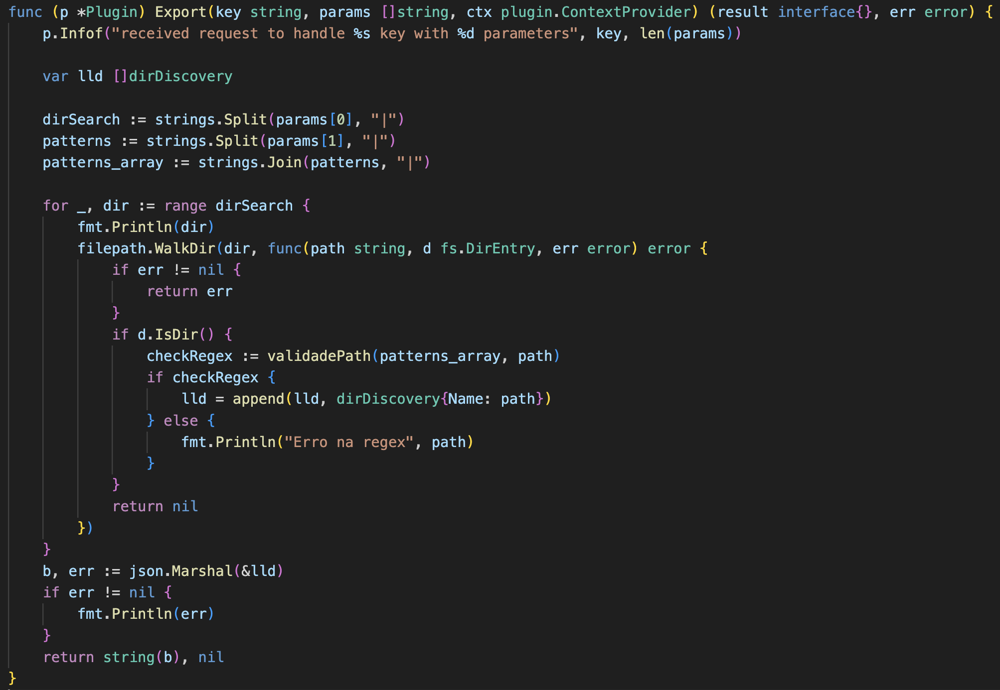 func (p *Plugin) Export(key string, params []string, ctx plugin.ContextProvider) (result interface{}, err error) {
    p.Infof("received request to handle %s key with %d parameters", key, len(params))

    var lld []dirDiscovery

    dirSearch := strings.Split(params[0], "|")
    patterns := strings.Split(params[1], "|")
    patterns_array := strings.Join(patterns, "|")

    for _, dir := range dirSearch {
        fmt.Println(dir)
        filepath.WalkDir(dir, func(path string, d fs.DirEntry, err error) error {
            if err != nil {
                return err
            }
            if d.IsDir() {
                checkRegex := validadePath(patterns_array, path)
                if checkRegex {
                    lld = append(lld, dirDiscovery{Name: path})
                } else {
                    fmt.Println("Erro na regex", path)
                }
            }
            return nil
        })
    }
    b, err := json.Marshal(&lld)
    if err != nil {
        fmt.Println(err)
    }
    return string(b), nil
}